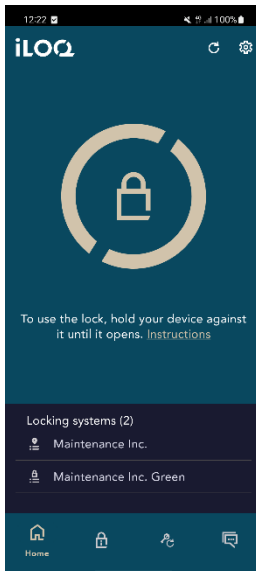 12:22
100%
iLOQ
To use the lock, hold your device against
it until it opens. Instructions
Locking systems (2)
Maintenance Inc.
Maintenance Inc. Green
Home